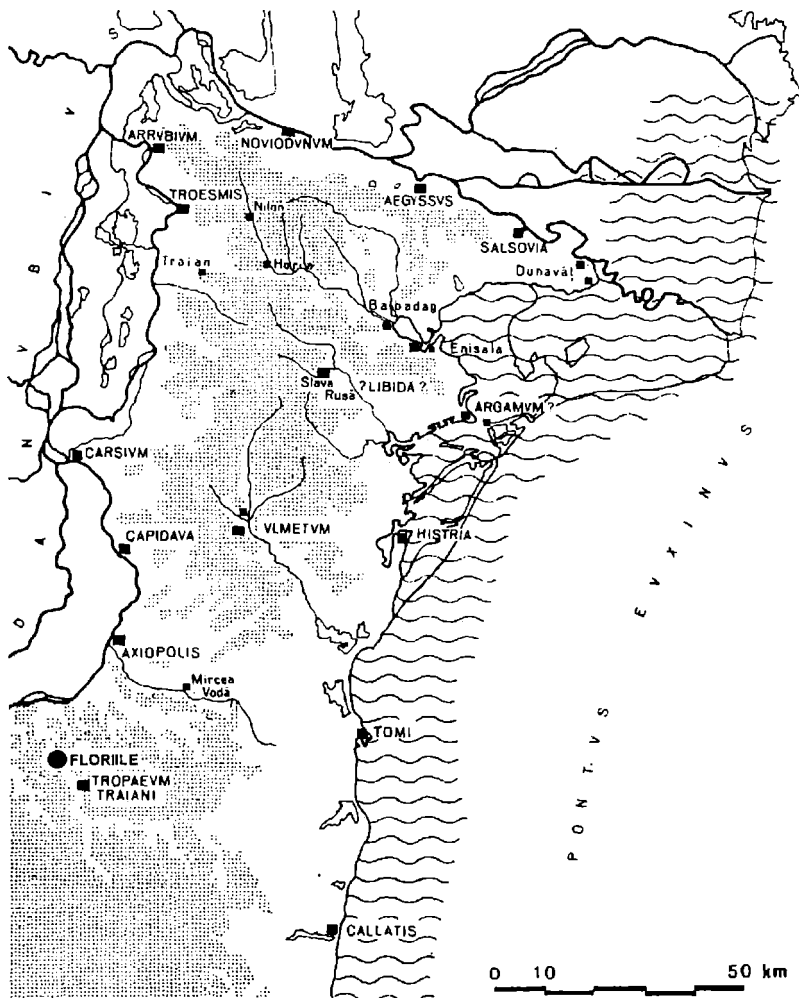 DANVBIVS
ARRVBIVM
NOVIODVNVM
TROESMIS
Nilon
AEGYSSVS
SALSOVIA
Traian
Horia
Dunavăț
Babadag
Enisala
Slava
Rusă
?LIBIDA?
ARGAMVM?
CARSIVM
VLMETVM
HISTRIA
CAPIDAVA
AXIOPOLIS
Mircea
Vodă
TOMI
FLORIILE
TROPAEVM
TRAIANI
CALLATIS
PONTVS EVXINVS
0 10 50 km